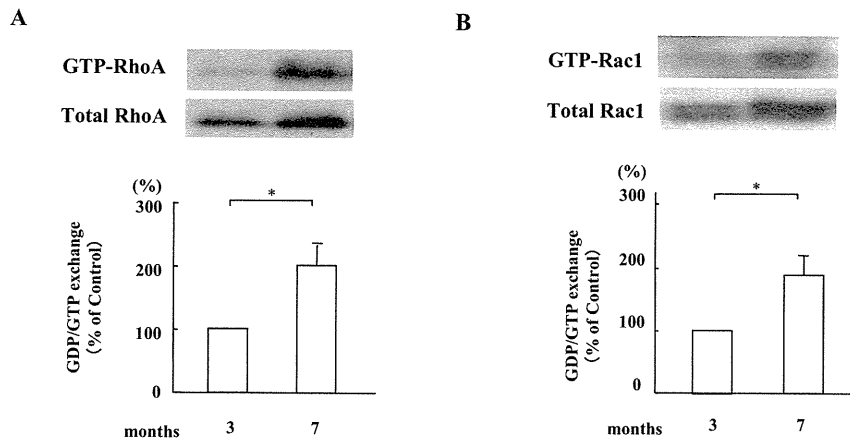 A
GTP-RhoA
Total RhoA
(%)
300
200
100
0
GDP/GTP exchange
(% of Control)
*
months 3 7
B
GTP-Rac1
Total Rac1
(%)
300
200
100
0
GDP/GTP exchange
(% of Control)
*
months 3 7